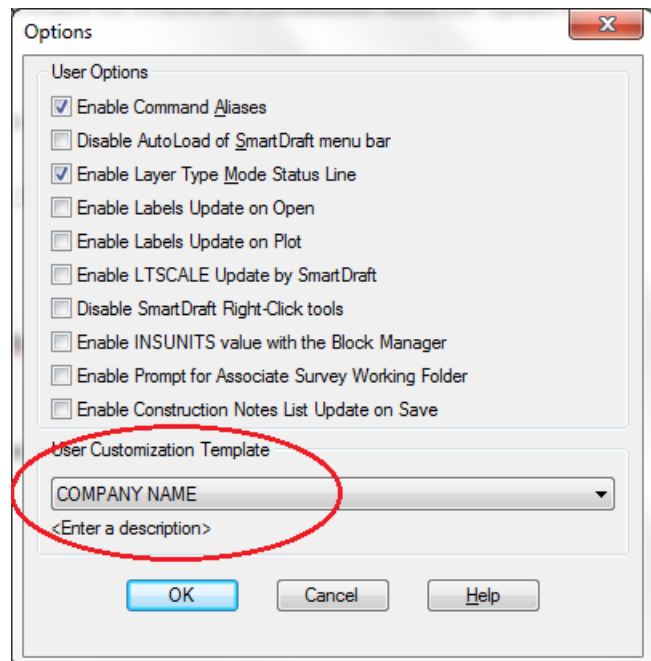 Options
User Options
Enable Command Aliases
Disable AutoLoad of SmartDraft menu bar
Enable Layer Type Mode Status Line
Enable Labels Update on Open
Enable Labels Update on Plot
Enable LTSCALE Update by SmartDraft
Disable SmartDraft Right-Click tools
Enable INSUNITS value with the Block Manager
Enable Prompt for Associate Survey Working Folder
Enable Construction Notes List Update on Save
User Customization Template
COMPANY NAME
<Enter a description>
OK Cancel Help